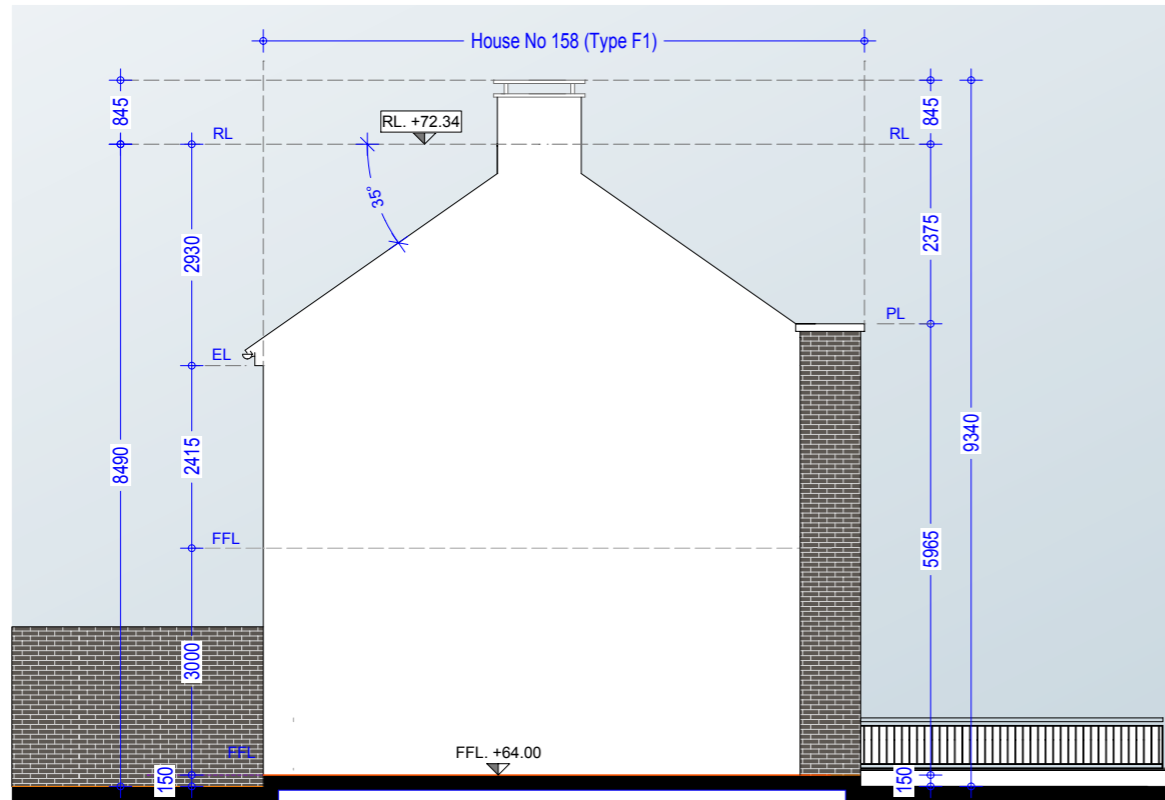 House No 158 (Type F1)
845
845
RL. +72.34
RL
RL
35°
2930
2375
PL
EL
8490
2415
9340
FFL
5965
3000
FFL
FFL. +64.00
150
150